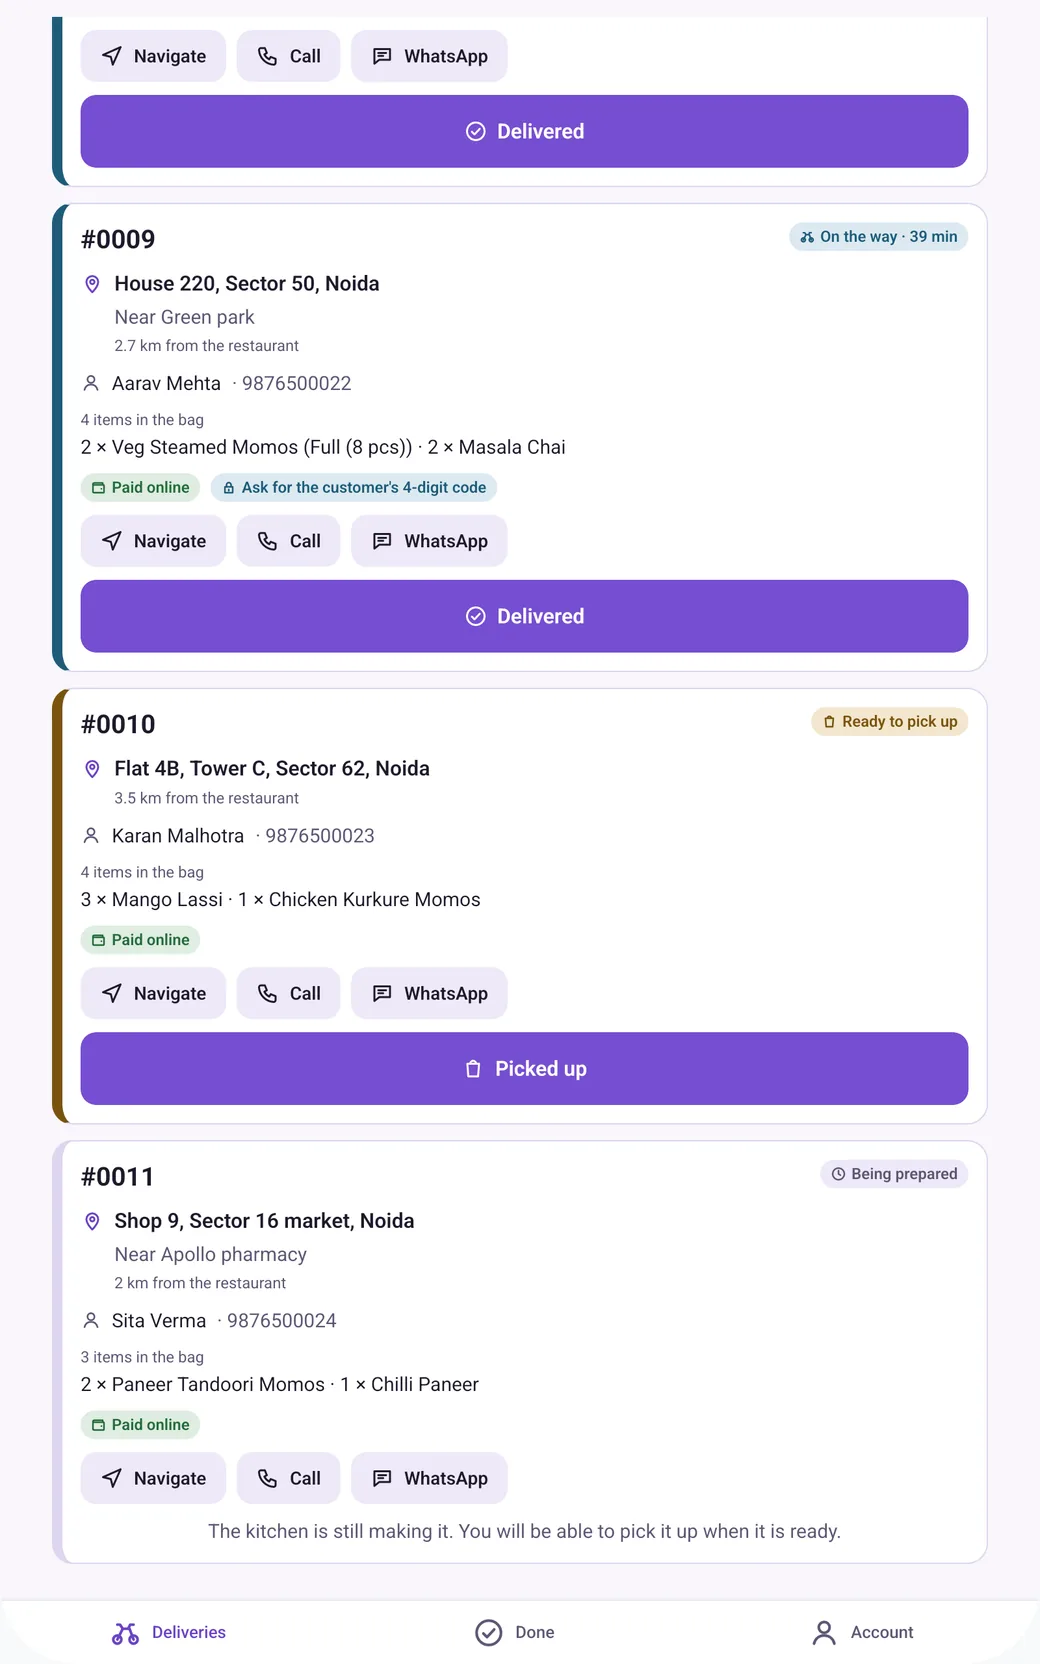 Navigate Call WhatsApp
Delivered
#0009 On the way · 39 min
House 220, Sector 50, Noida
Near Green park
2.7 km from the restaurant
Aarav Mehta · 9876500022
4 items in the bag
2 × Veg Steamed Momos (Full (8 pcs)) · 2 × Masala Chai
Paid online Ask for the customer's 4-digit code
Navigate Call WhatsApp
Delivered
#0010 Ready to pick up
Flat 4B, Tower C, Sector 62, Noida
3.5 km from the restaurant
Karan Malhotra · 9876500023
4 items in the bag
3 × Mango Lassi · 1 × Chicken Kurkure Momos
Paid online
Navigate Call WhatsApp
Picked up
#0011 Being prepared
Shop 9, Sector 16 market, Noida
Near Apollo pharmacy
2 km from the restaurant
Sita Verma · 9876500024
3 items in the bag
2 × Paneer Tandoori Momos · 1 × Chilli Paneer
Paid online
Navigate Call WhatsApp
The kitchen is still making it. You will be able to pick it up when it is ready.
Deliveries Done Account